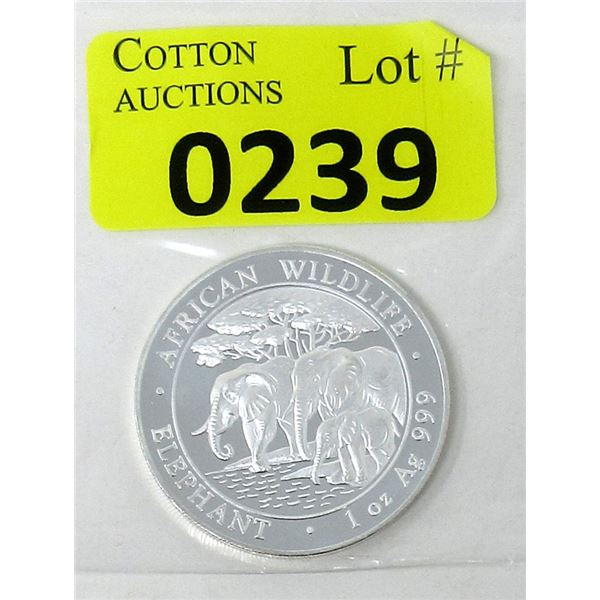 COTTON AUCTIONS
Lot #
0239
· AFRICAN WILDLIFE ·
ELEPHANT · 1 oz Ag 999